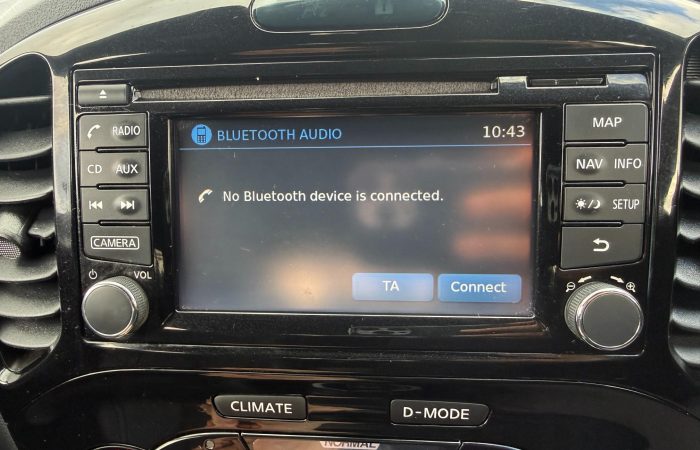 RADIO
CD AUX
CAMERA
VOL
BLUETOOTH AUDIO 10:43
No Bluetooth device is connected.
TA Connect
MAP
NAV INFO
SETUP
CLIMATE D-MODE
NORMAL